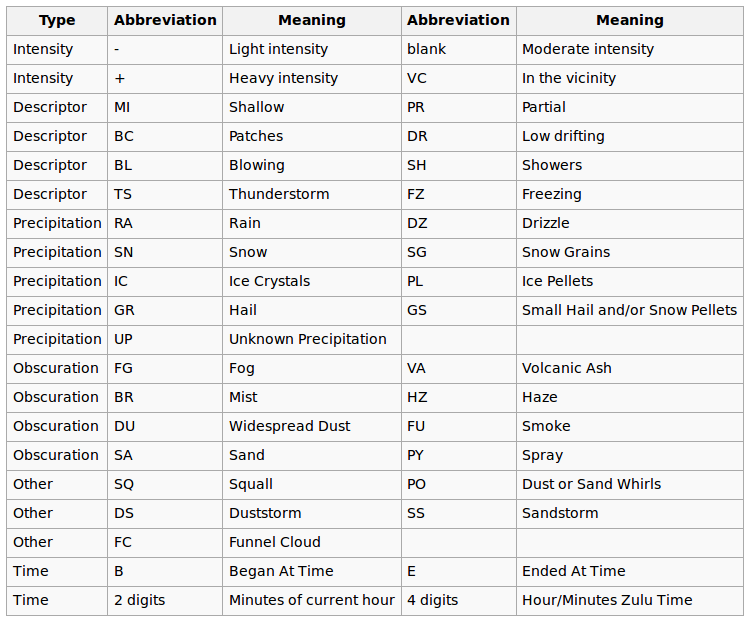 Type Abbreviation Meaning Abbreviation Meaning
Intensity - Light intensity blank Moderate intensity
Intensity + Heavy intensity VC In the vicinity
Descriptor MI Shallow PR Partial
Descriptor BC Patches DR Low drifting
Descriptor BL Blowing SH Showers
Descriptor TS Thunderstorm FZ Freezing
Precipitation RA Rain DZ Drizzle
Precipitation SN Snow SG Snow Grains
Precipitation IC Ice Crystals PL Ice Pellets
Precipitation GR Hail GS Small Hail and/or Snow Pellets
Precipitation UP Unknown Precipitation
Obscuration FG Fog VA Volcanic Ash
Obscuration BR Mist HZ Haze
Obscuration DU Widespread Dust FU Smoke
Obscuration SA Sand PY Spray
Other SQ Squall PO Dust or Sand Whirls
Other DS Duststorm SS Sandstorm
Other FC Funnel Cloud
Time B Began At Time E Ended At Time
Time 2 digits Minutes of current hour 4 digits Hour/Minutes Zulu Time